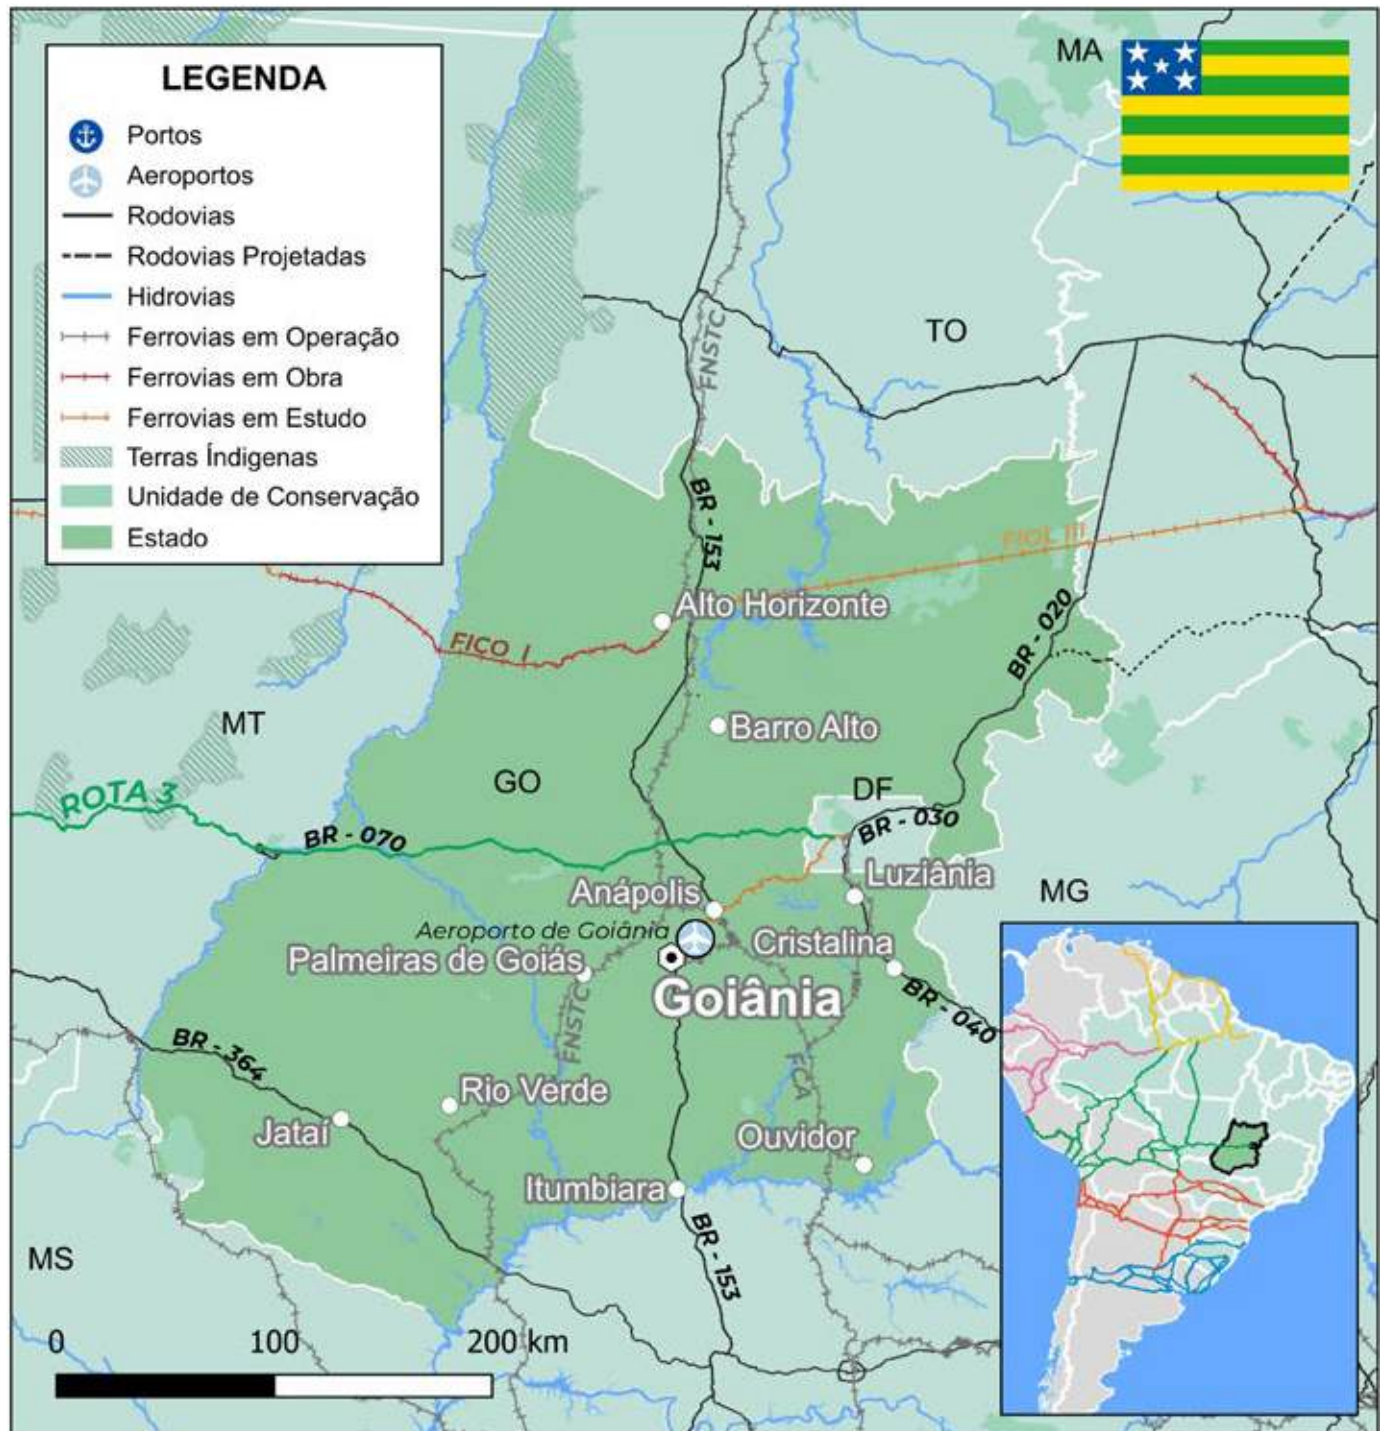 LEGENDA
Portos
Aeroportos
Rodovias
Rodovias Projetadas
Hidrovias
Ferrovias em Operação
Ferrovias em Obra
Ferrovias em Estudo
Terras Índigenas
Unidade de Conservação
Estado
MA
TO
FNSTC
BR - 153
FIOL III
Alto Horizonte
FICO I
BR - 020
MT
Barro Alto
GO
DF
ROTA 3
BR - 070
BR - 030
Luziânia
Anápolis
MG
Aeroporto de Goiânia
Cristalina
Palmeiras de Goiás
Goiânia
BR - 040
FNSTC
BR - 364
FCA
Rio Verde
Jataí
Ouvidor
Itumbiara
BR - 153
MS
0 100 200 km